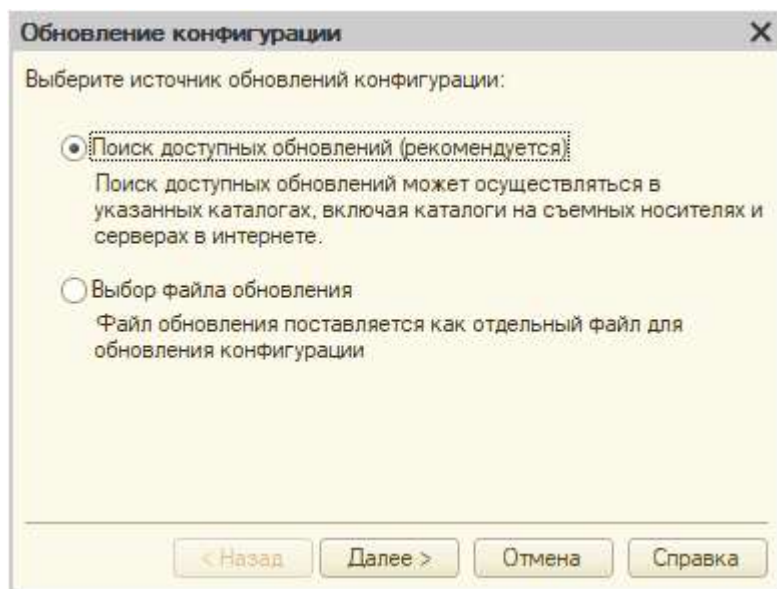 Обновление конфигурации
Выберите источник обновлений конфигурации:
Поиск доступных обновлений (рекомендуется)
Поиск доступных обновлений может осуществляться в
указанных каталогах, включая каталоги на съемных носителях и
серверах в интернете.
Выбор файла обновления
Файл обновления поставляется как отдельный файл для
обновления конфигурации
< Назад Далее > Отмена Справка